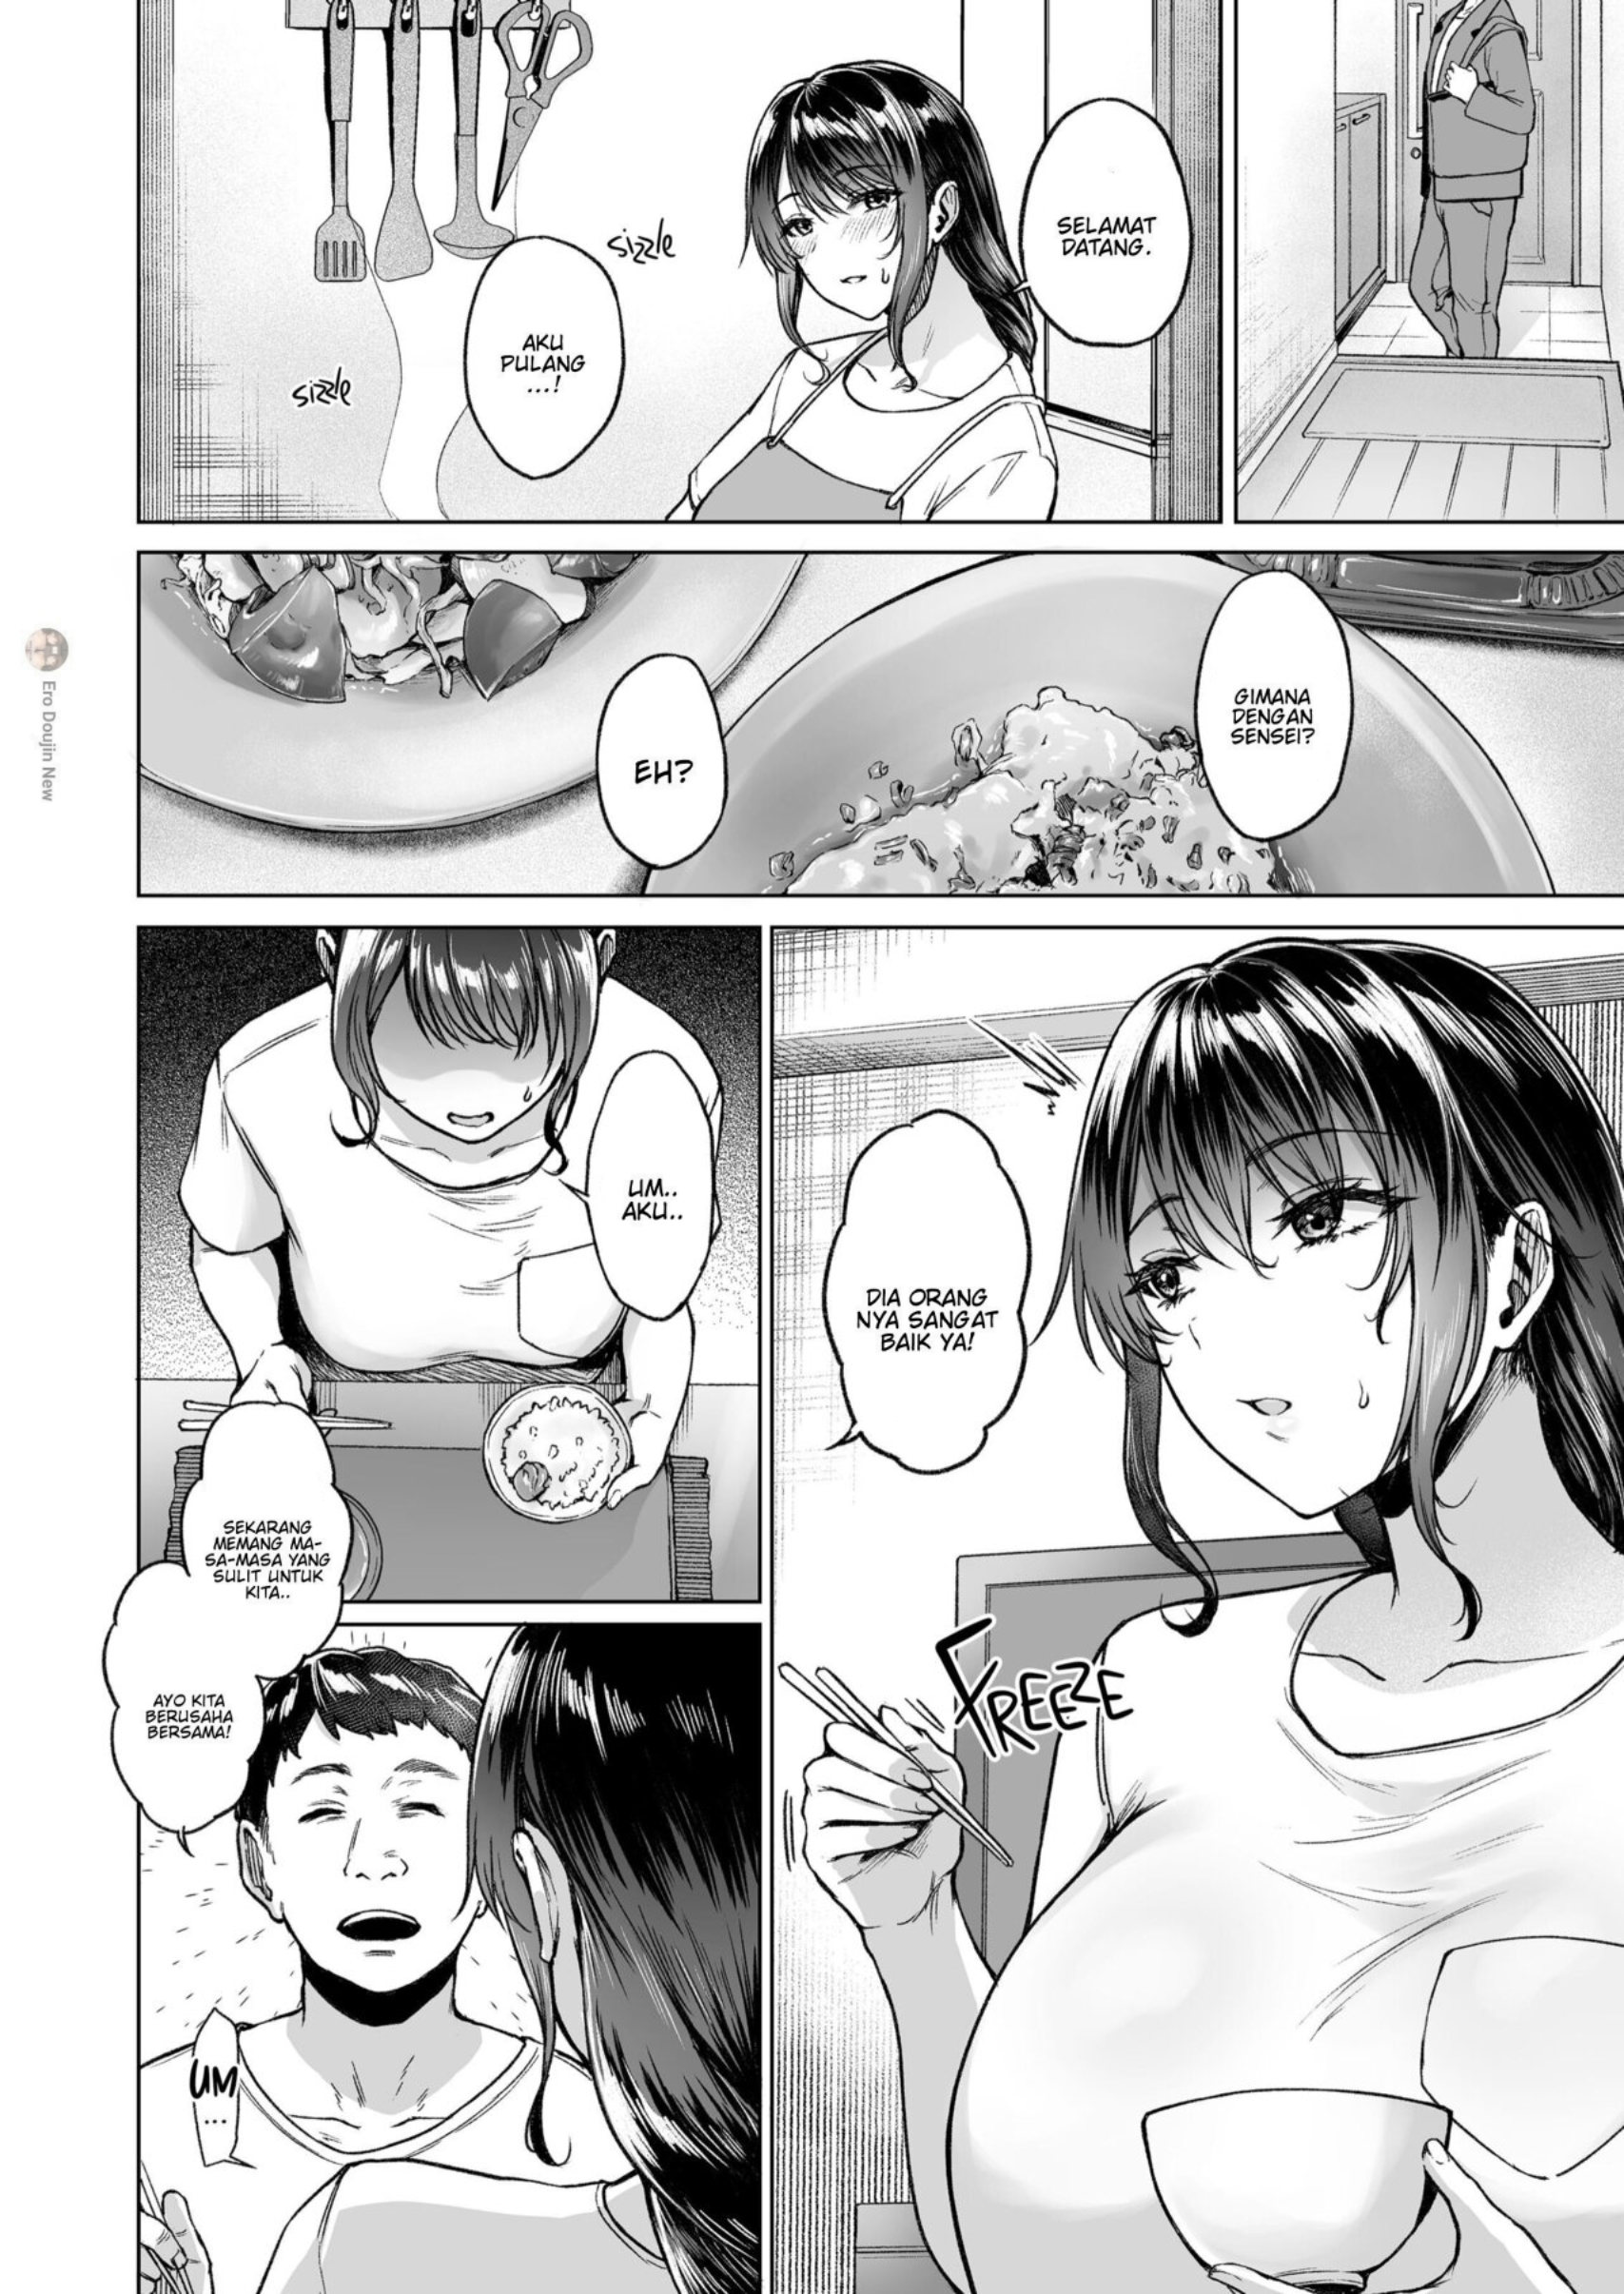 AKU
PULANG
...!
SELAMAT
DATANG.
sizzle
sizzle
GIMANA
DENGAN
SENSEI?
EH?
DIA ORANG
NYA SANGAT
BAIK YA!
FREEZE
UM..
AKU..
SEKARANG
MEMANG MA-
SA-MASA YANG
SULIT UNTUK
KITA..
AYO KITA
BERUSAHA
BERSAMA!
UM
...
Ero Doujin New